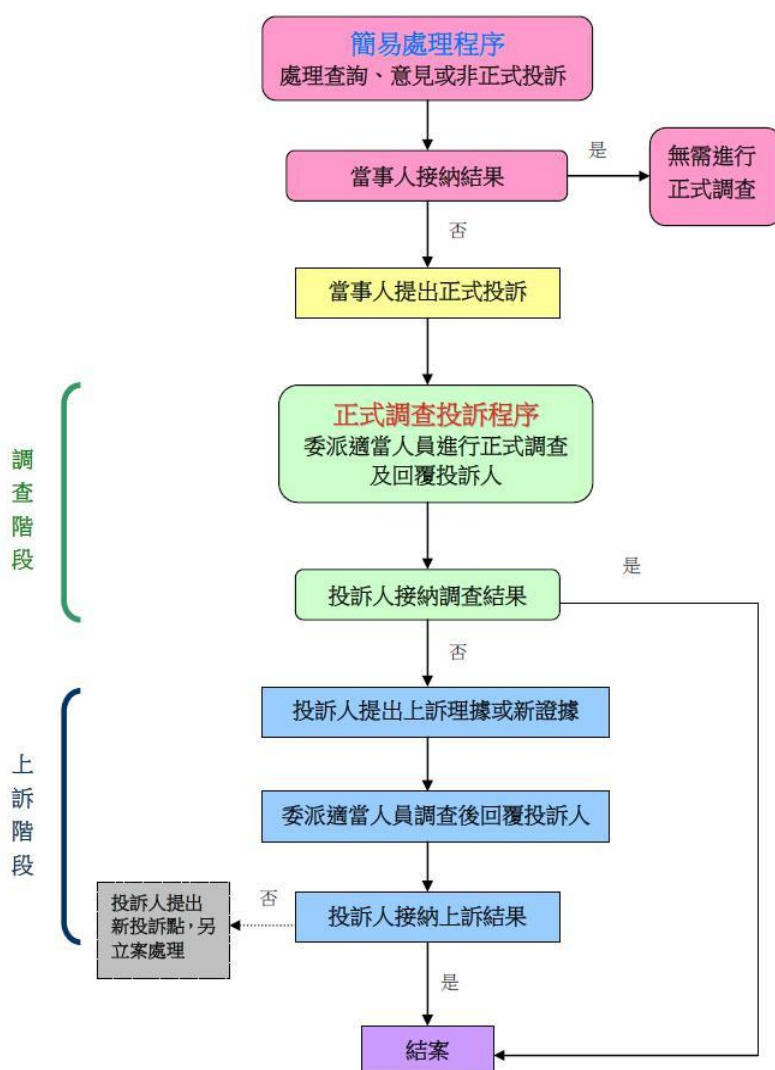 簡易處理程序
處理查詢、意見或非正式投訴
當事人接納結果
是
無需進行
正式調查
否
當事人提出正式投訴
調查階段
正式調查投訴程序
委派適當人員進行正式調查
及回覆投訴人
投訴人接納調查結果
是
否
上訴階段
投訴人提出上訴理據或新證據
委派適當人員調查後回覆投訴人
投訴人接納上訴結果
否
投訴人提出
新投訴點，另
立案處理
是
結案